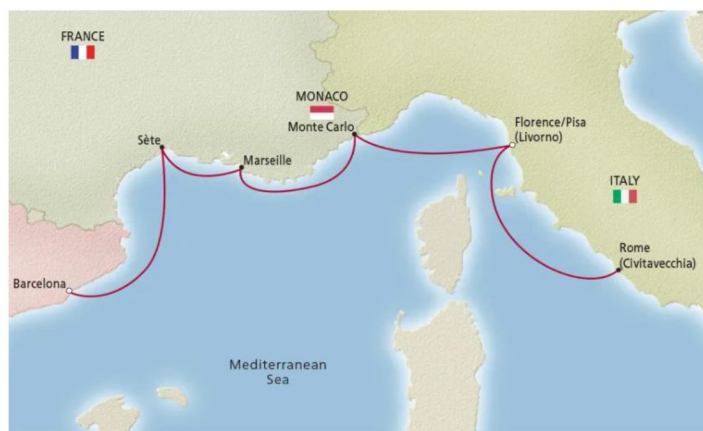 FRANCE
MONACO
Monte Carlo
Florence/Pisa
(Livorno)
Sète
Marseille
ITALY
Rome
(Civitavecchia)
Barcelona
Mediterranean
Sea